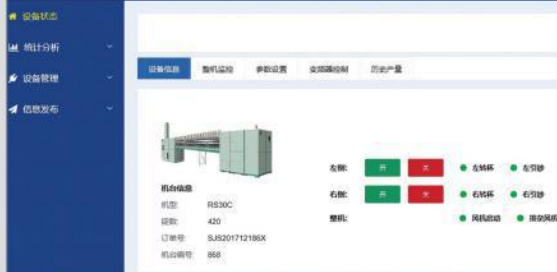 设备状态
统计分析
设备管理
信息发布
设备信息 整机监控 参数设置 变频器控制 历史产量
左侧: 开 关 左转杯 左引纱
右侧: 开 关 右转杯 右引纱
整机: 风机启动 排杂风机
机台信息
机型: RS30C
锭数: 420
订单号: SJS201712186X
机台编号: 868